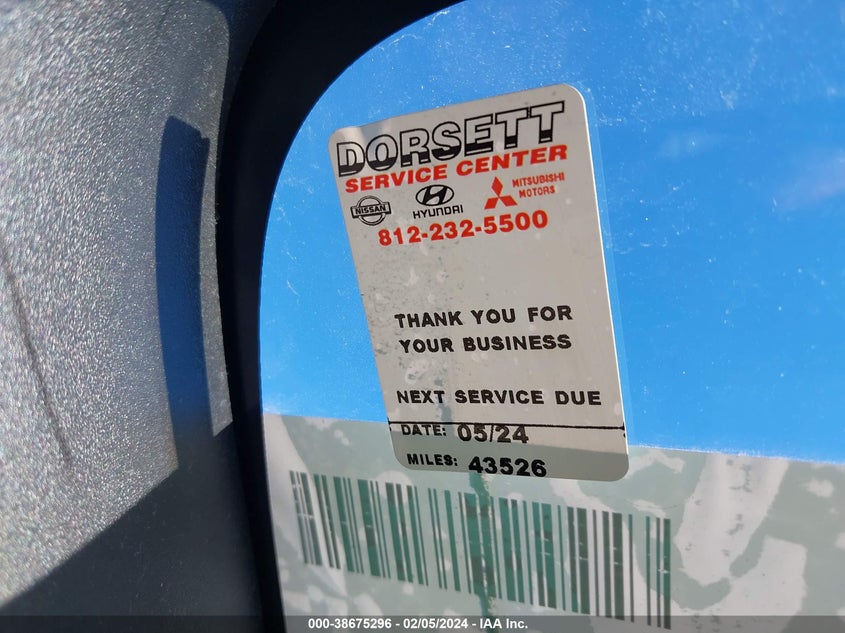 DORSETT
SERVICE CENTER
NISSAN
HYUNDAI
MITSUBISHI
MOTORS
812-232-5500
THANK YOU FOR
YOUR BUSINESS
NEXT SERVICE DUE
DATE: 05/24
MILES: 43526
000-38675296 - 02/05/2024 - IAA Inc.